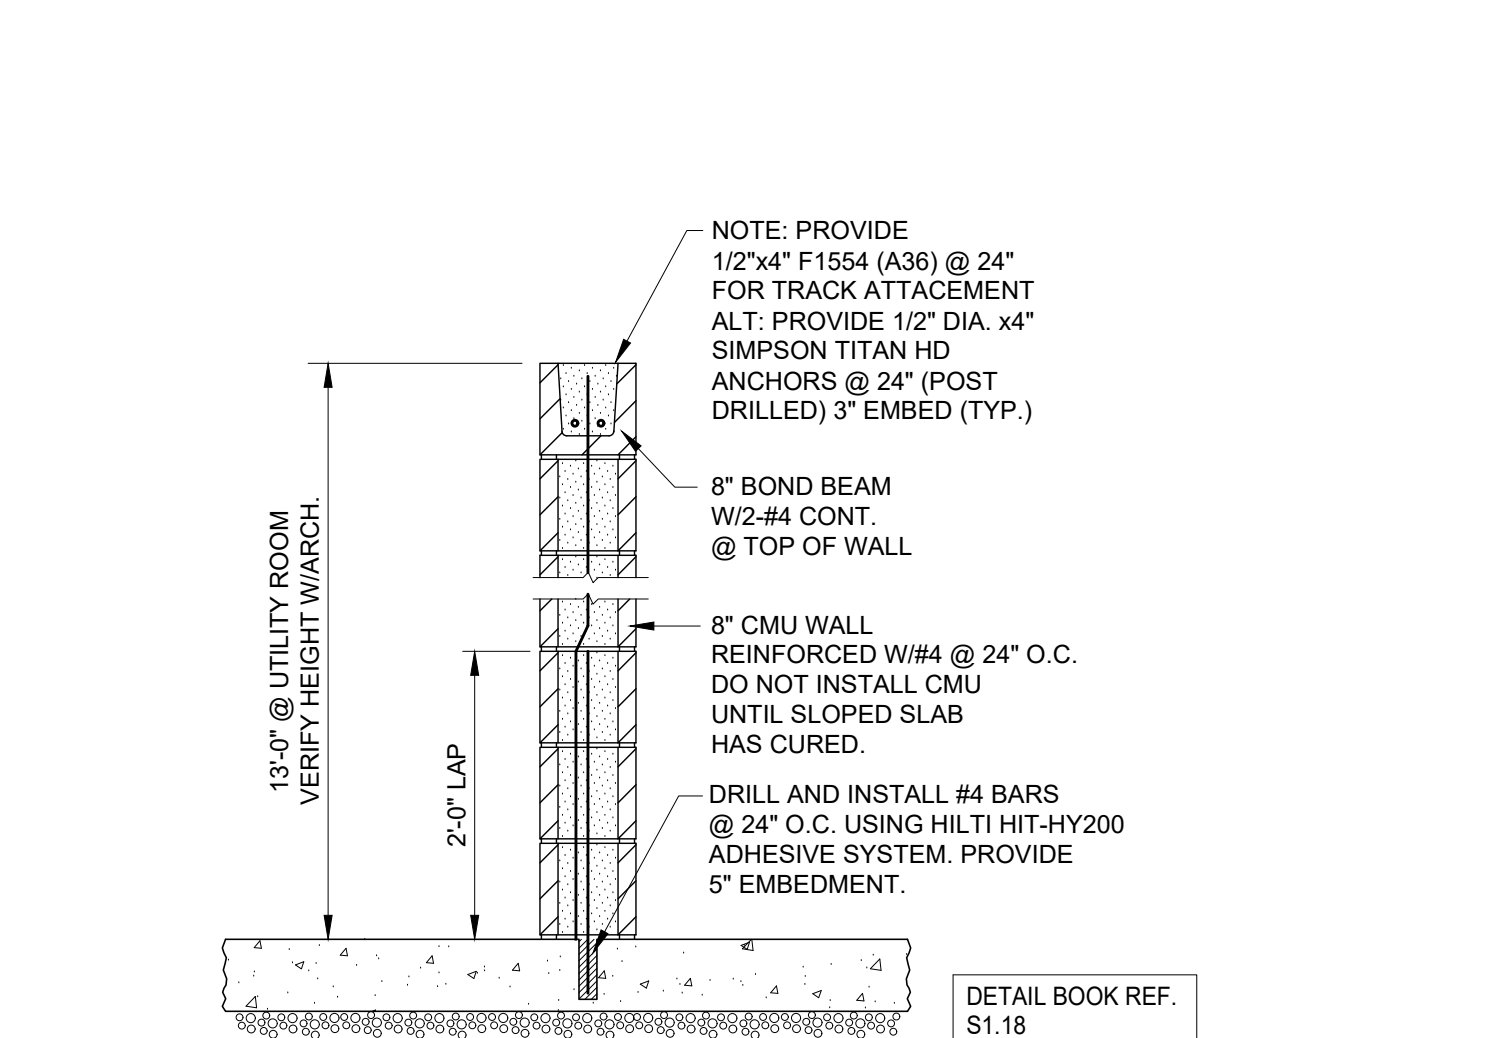 NOTE: PROVIDE
1/2"x4" F1554 (A36) @ 24"
FOR TRACK ATTACEMENT
ALT: PROVIDE 1/2" DIA. x4"
SIMPSON TITAN HD
ANCHORS @ 24" (POST
DRILLED) 3" EMBED (TYP.)
8" BOND BEAM
W/2-#4 CONT.
@ TOP OF WALL
13'-0" @ UTILITY ROOM
VERIFY HEIGHT W/ARCH.
8" CMU WALL
REINFORCED W/#4 @ 24" O.C.
DO NOT INSTALL CMU
UNTIL SLOPED SLAB
HAS CURED.
2'-0" LAP
DRILL AND INSTALL #4 BARS
@ 24" O.C. USING HILTI HIT-HY200
ADHESIVE SYSTEM. PROVIDE
5" EMBEDMENT.
DETAIL BOOK REF.
S1.18